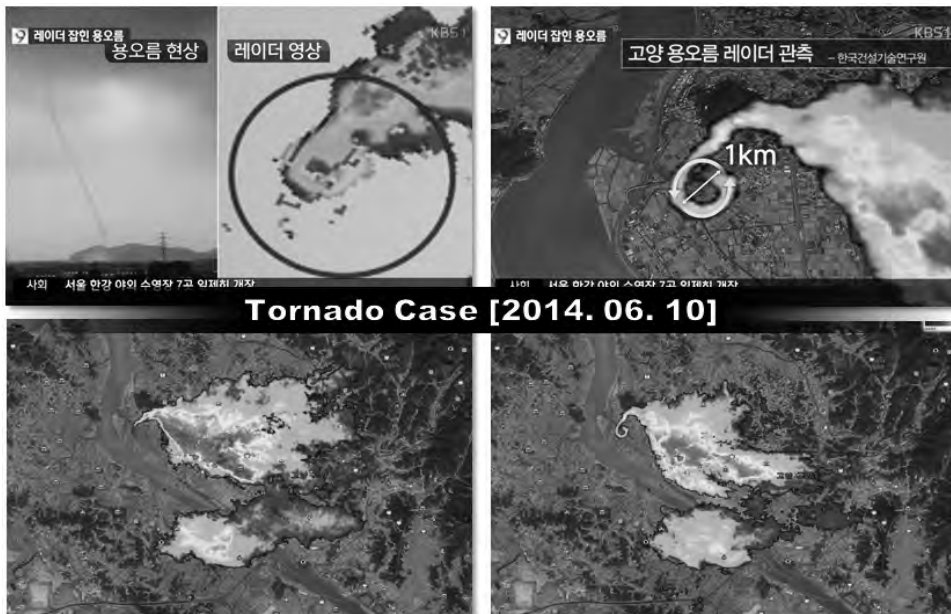 레이더 잡힌 용오름
용오름 현상
레이더 영상
KBS1
사회 서울 한강 야외 수영장 7곳 일제히 개장
레이더 잡힌 용오름
KBS1
고양 용오름 레이더 관측 - 한국건설기술연구원
1km
사회 서울 한강 야외 수영장 7곳 일제히 개장
Tornado Case [2014. 06. 10]